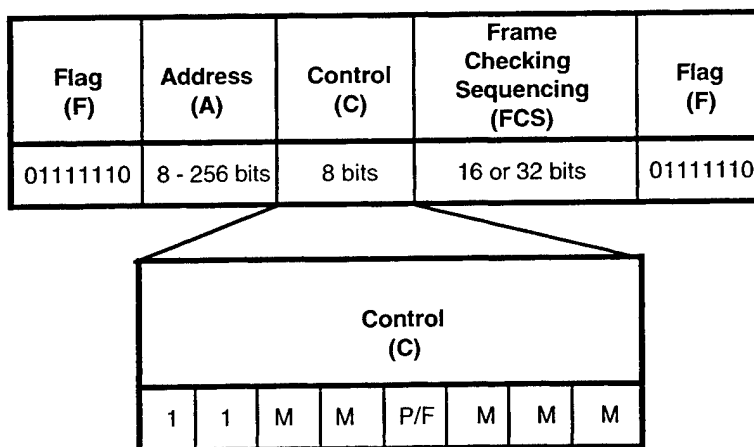 Flag
(F)
Address
(A)
Control
(C)
Frame
Checking
Sequencing
(FCS)
Flag
(F)
01111110 8 - 256 bits 8 bits 16 or 32 bits 01111110
Control
(C)
1 1 M M P/F M M M